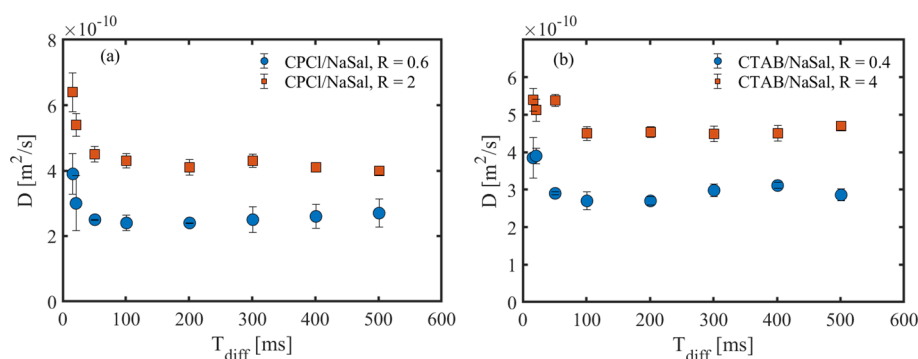 ×10⁻¹⁰
(a)
CPCl/NaSal, R = 0.6
CPCl/NaSal, R = 2
D [m²/s]
8
6
4
2
0
0 100 200 300 400 500 600
T_diff [ms]
×10⁻¹⁰
(b)
CTAB/NaSal, R = 0.4
CTAB/NaSal, R = 4
D [m²/s]
6
5
4
3
2
1
0
0 100 200 300 400 500 600
T_diff [ms]